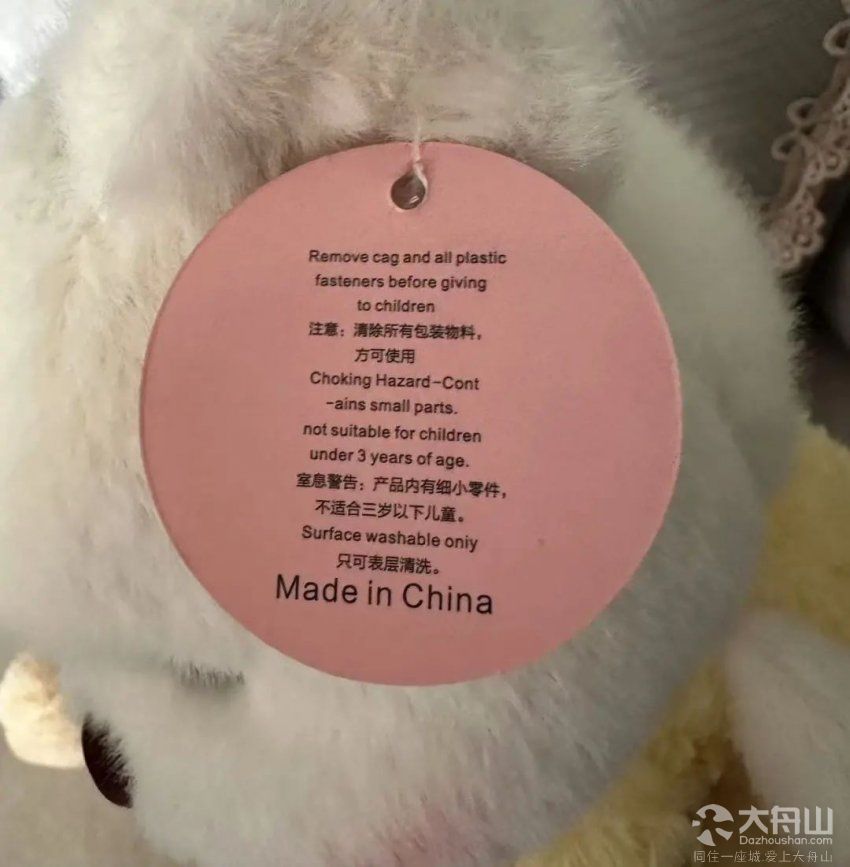 Remove cag and all plastic
fasteners before giving
to children
注意：清除所有包装物料，
方可使用
Choking Hazard-Cont
-ains small parts.
not suitable for children
under 3 years of age.
室息警告：产品内有细小零件，
不适合三岁以下儿童。
Surface washable oniy
只可表层清洗。
Made in China
大舟山
Dazhoushan.com
同住一座城.爱上大舟山